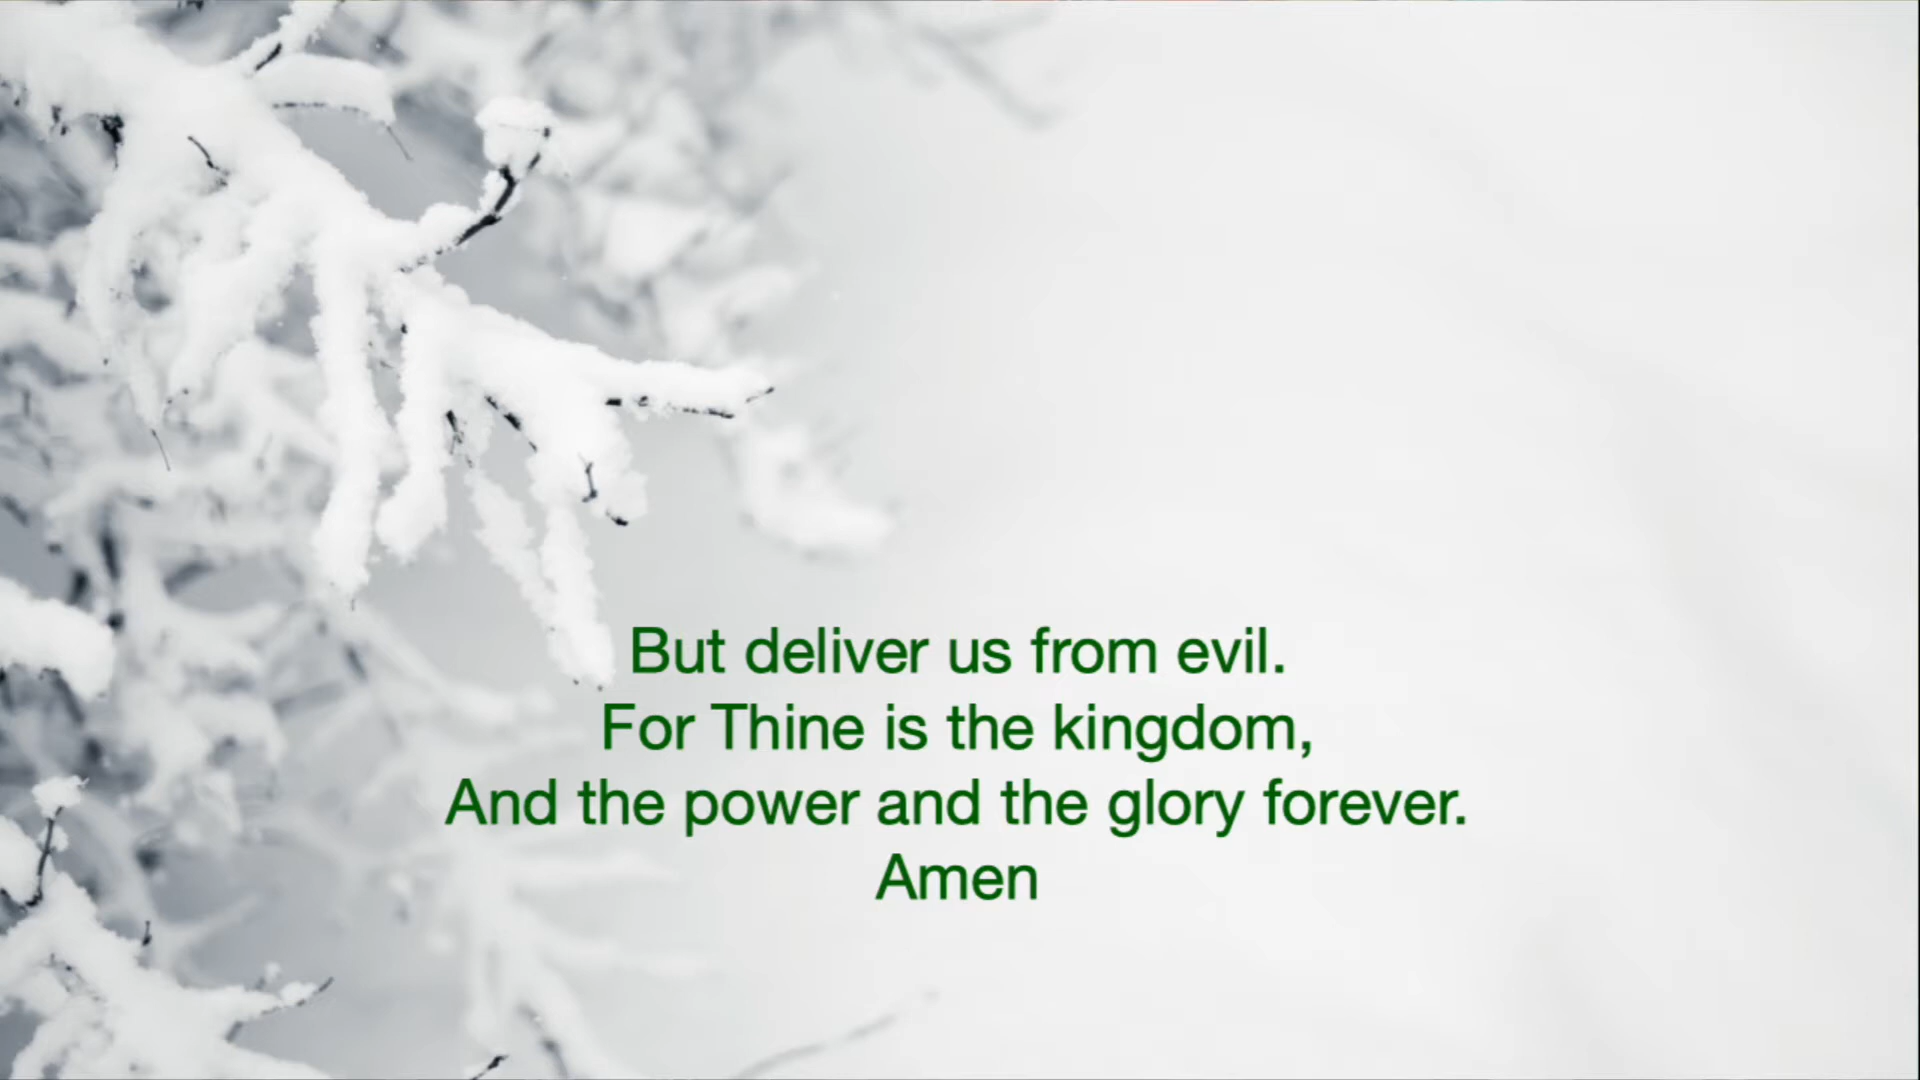 But deliver us from evil.
For Thine is the kingdom,
And the power and the glory forever.
Amen